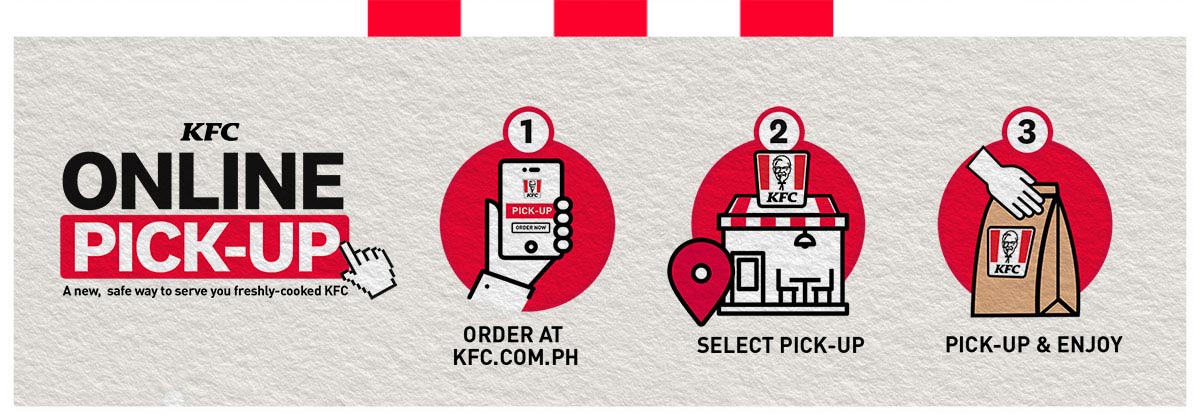 KFC
ONLINE
PICK-UP
A new, safe way to serve you freshly-cooked KFC
1
KFC
PICK-UP
ORDER NOW
ORDER AT
KFC.COM.PH
2
KFC
SELECT PICK-UP
3
KFC
PICK-UP & ENJOY